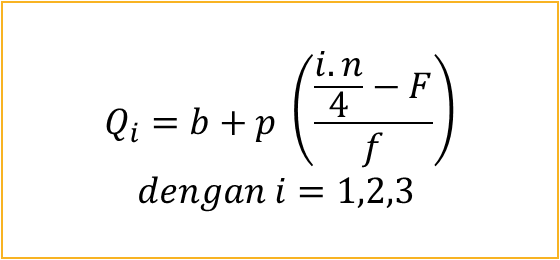 Q_i = b + p ((i.n/4 − F)/f)
dengan i = 1,2,3